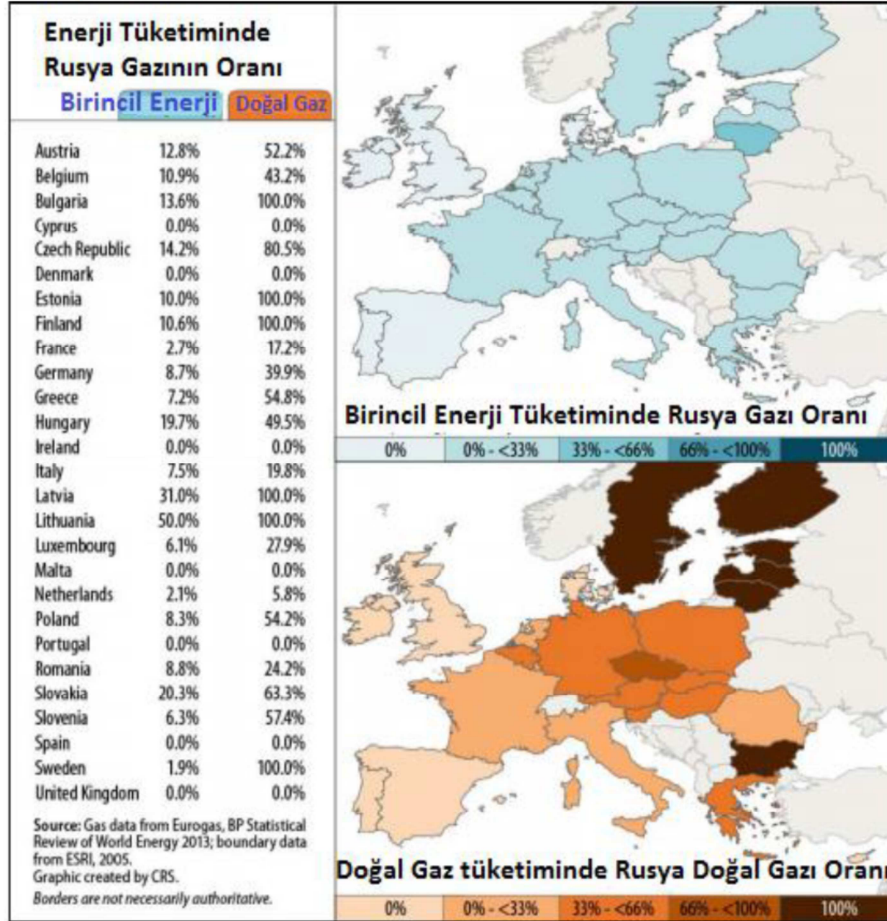 Enerji Tüketiminde
Rusya Gazının Oranı
Birincil Enerji Doğal Gaz
Austria 12.8% 52.2%
Belgium 10.9% 43.2%
Bulgaria 13.6% 100.0%
Cyprus 0.0% 0.0%
Czech Republic 14.2% 80.5%
Denmark 0.0% 0.0%
Estonia 10.0% 100.0%
Finland 10.6% 100.0%
France 2.7% 17.2%
Germany 8.7% 39.9%
Greece 7.2% 54.8%
Hungary 19.7% 49.5%
Ireland 0.0% 0.0%
Italy 7.5% 19.8%
Latvia 31.0% 100.0%
Lithuania 50.0% 100.0%
Luxembourg 6.1% 27.9%
Malta 0.0% 0.0%
Netherlands 2.1% 5.8%
Poland 8.3% 54.2%
Portugal 0.0% 0.0%
Romania 8.8% 24.2%
Slovakia 20.3% 63.3%
Slovenia 6.3% 57.4%
Spain 0.0% 0.0%
Sweden 1.9% 100.0%
United Kingdom 0.0% 0.0%
Source: Gas data from Eurogas, BP Statistical
Review of World Energy 2013; boundary data
from ESRI, 2005.
Graphic created by CRS.
Borders are not necessarily authoritative.
Birincil Enerji Tüketiminde Rusya Gazı Oranı
0% 0% - <33% 33% - <66% 66% - <100% 100%
Doğal Gaz tüketiminde Rusya Doğal Gazı Oranı
0% 0% - <33% 33% - <66% 66% - <100% 100%